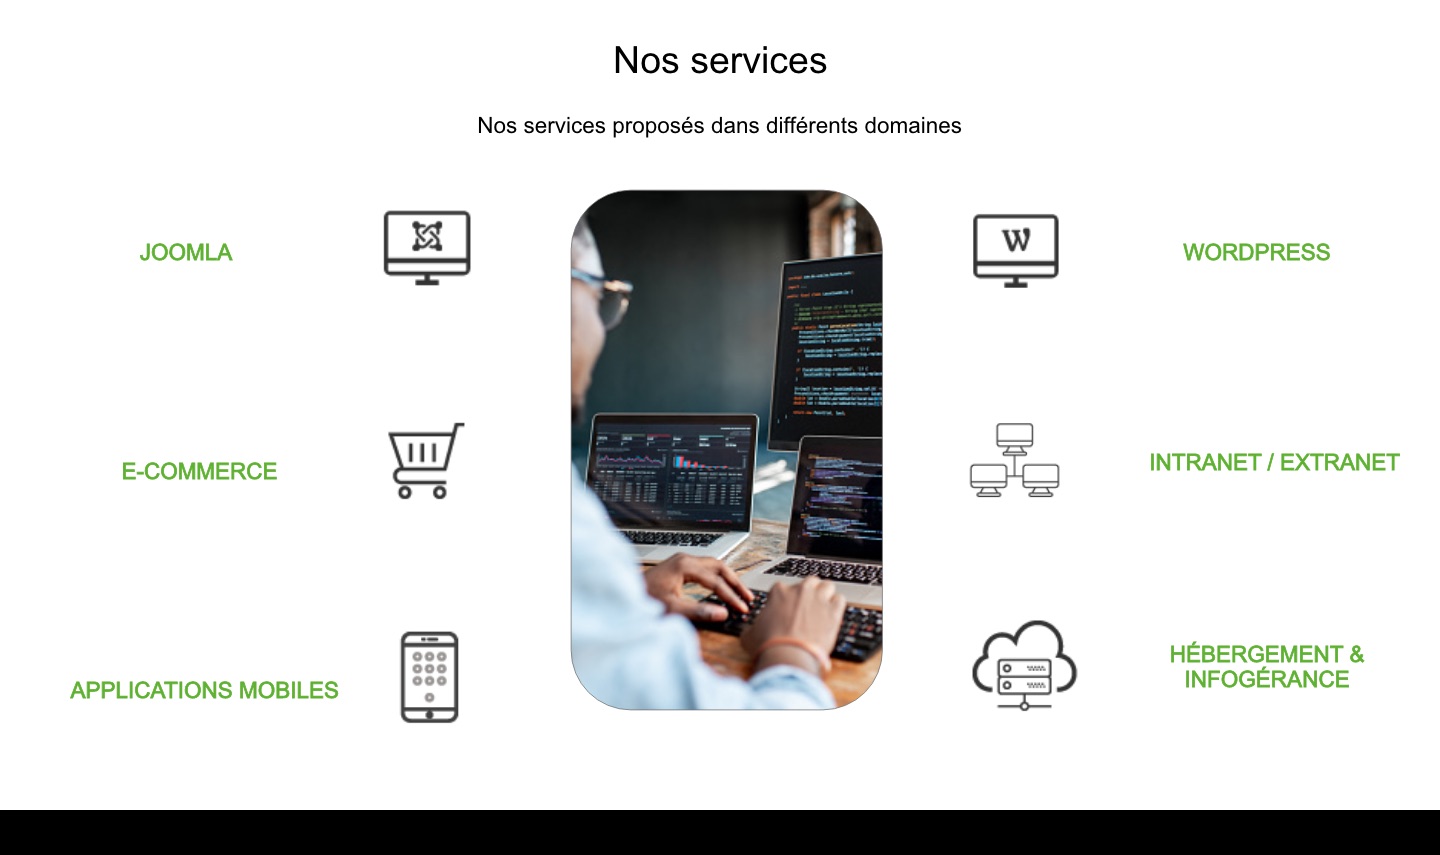 Nos services
Nos services proposés dans différents domaines
JOOMLA
WORDPRESS
E-COMMERCE
INTRANET / EXTRANET
APPLICATIONS MOBILES
HÉBERGEMENT &
INFOGÉRANCE